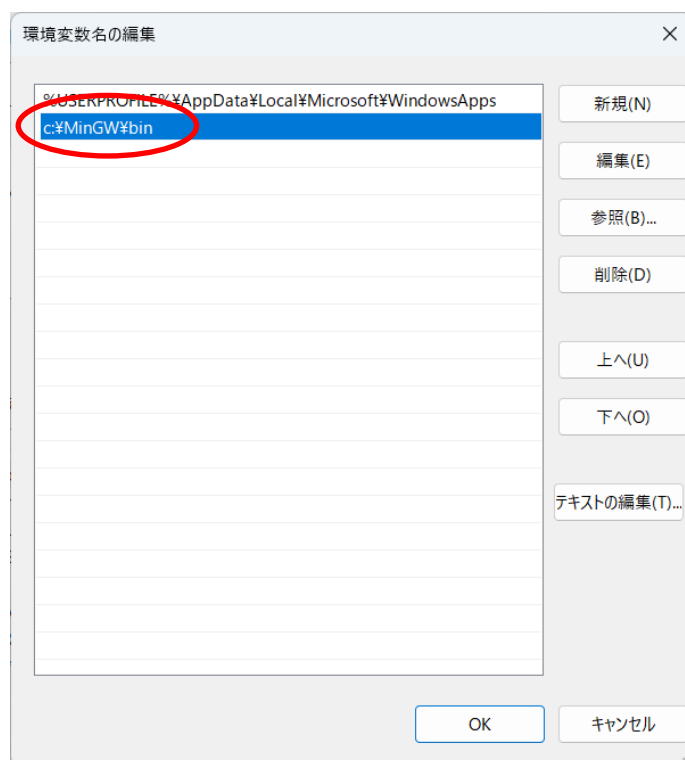 環境変数名の編集
%USERPROFILE%¥AppData¥Local¥Microsoft¥WindowsApps
c:¥MinGW¥bin
新規(N)
編集(E)
参照(B)...
削除(D)
上へ(U)
下へ(O)
テキストの編集(T)...
OK
キャンセル